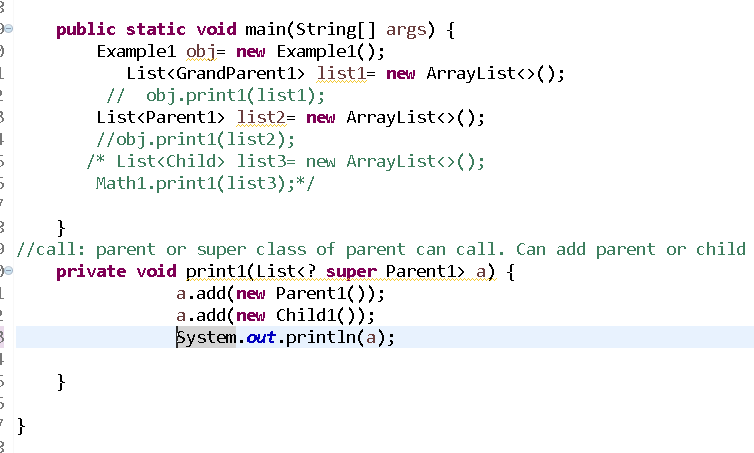 public static void main(String[] args) {
Example1 obj= new Example1();
List<GrandParent1> list1= new ArrayList<>();
// obj.print1(list1);
List<Parent1> list2= new ArrayList<>();
//obj.print1(list2);
/* List<Child> list3= new ArrayList<>();
Math1.print1(list3);*/
}
//call: parent or super class of parent can call. Can add parent or child
private void print1(List<? super Parent1> a) {
a.add(new Parent1());
a.add(new Child1());
System.out.println(a);
}
}